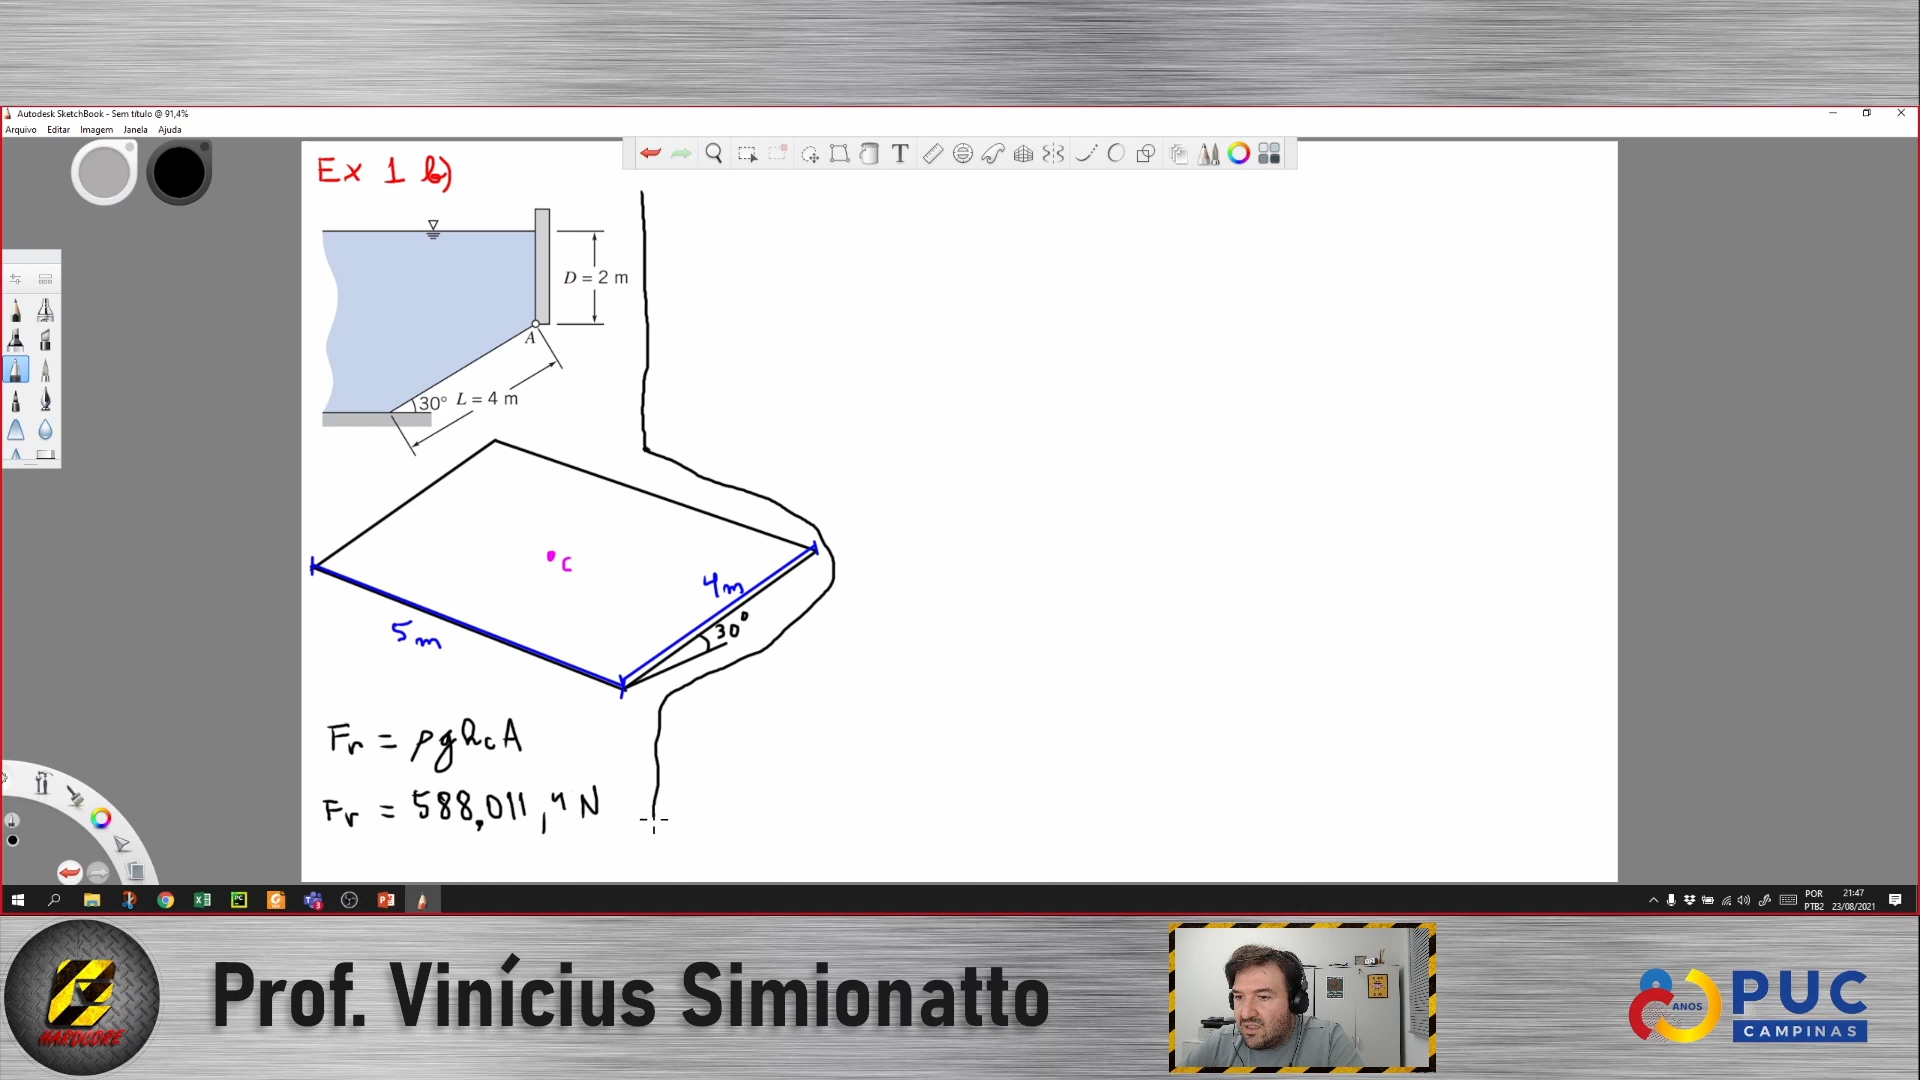 Autodesk SketchBook - Sem título @ 91,4%
Arquivo Editar Imagem Janela Ajuda
Ex 1 b)
D = 2 m
A
30° L = 4 m
C
4m
30°
5m
Fr = ρghcA
Fr = 588,011,4 N
POR
PTB2
21:47
23/08/2021
HARDCORE
Prof. Vinícius Simionatto
ANOS
PUC
CAMPINAS